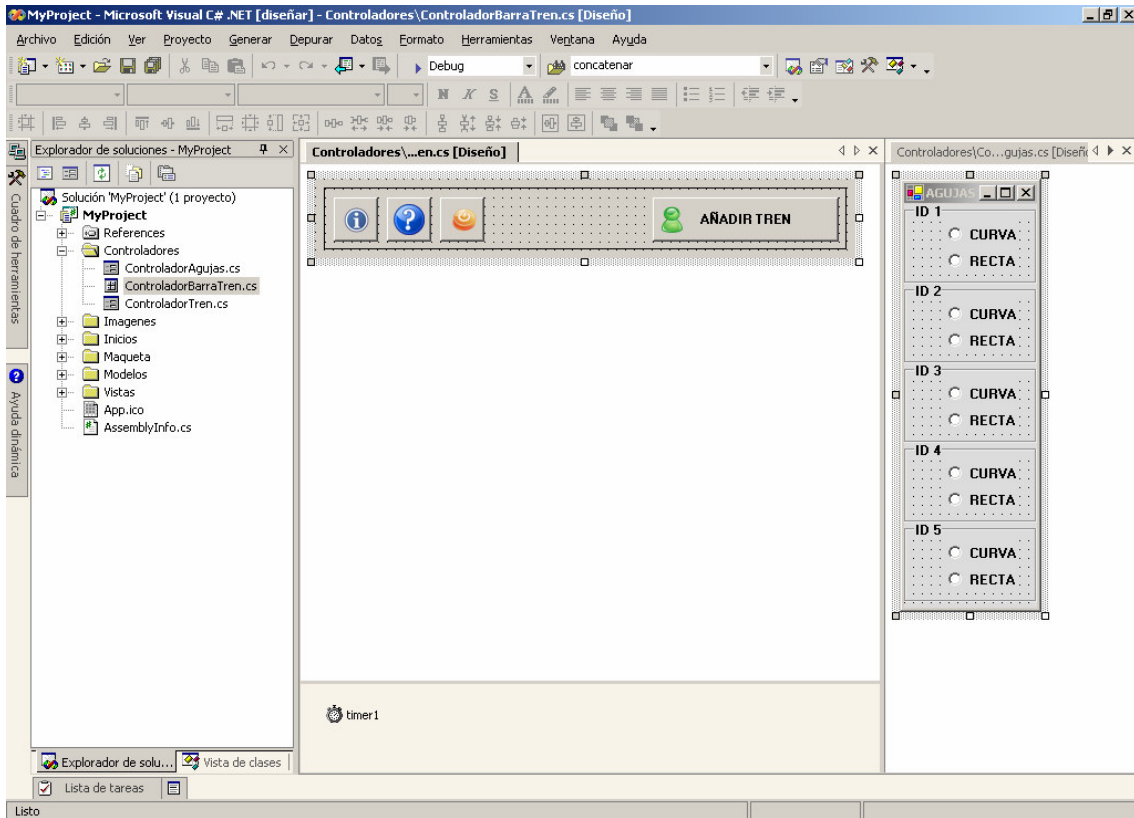 MyProject - Microsoft Visual C# .NET [diseñar] - Controladores\ControladorBarraTren.cs [Diseño]
Archivo Edición Ver Proyecto Generar Depurar Datos Formato Herramientas Ventana Ayuda
Debug concatenar
N K S A
Explorador de soluciones - MyProject
Controladores\...en.cs [Diseño]
Controladores\Co...gujas.cs [Diseñ
Cuadro de herramientas
Ayuda dinámica
Solución 'MyProject' (1 proyecto)
MyProject
References
Controladores
ControladorAgujas.cs
ControladorBarraTren.cs
ControladorTren.cs
Imagenes
Inicios
Maqueta
Modelos
Vistas
App.ico
AssemblyInfo.cs
AÑADIR TREN
AGUJAS
ID 1
CURVA
RECTA
ID 2
CURVA
RECTA
ID 3
CURVA
RECTA
ID 4
CURVA
RECTA
ID 5
CURVA
RECTA
timer1
Explorador de solu... Vista de clases
Lista de tareas
Listo